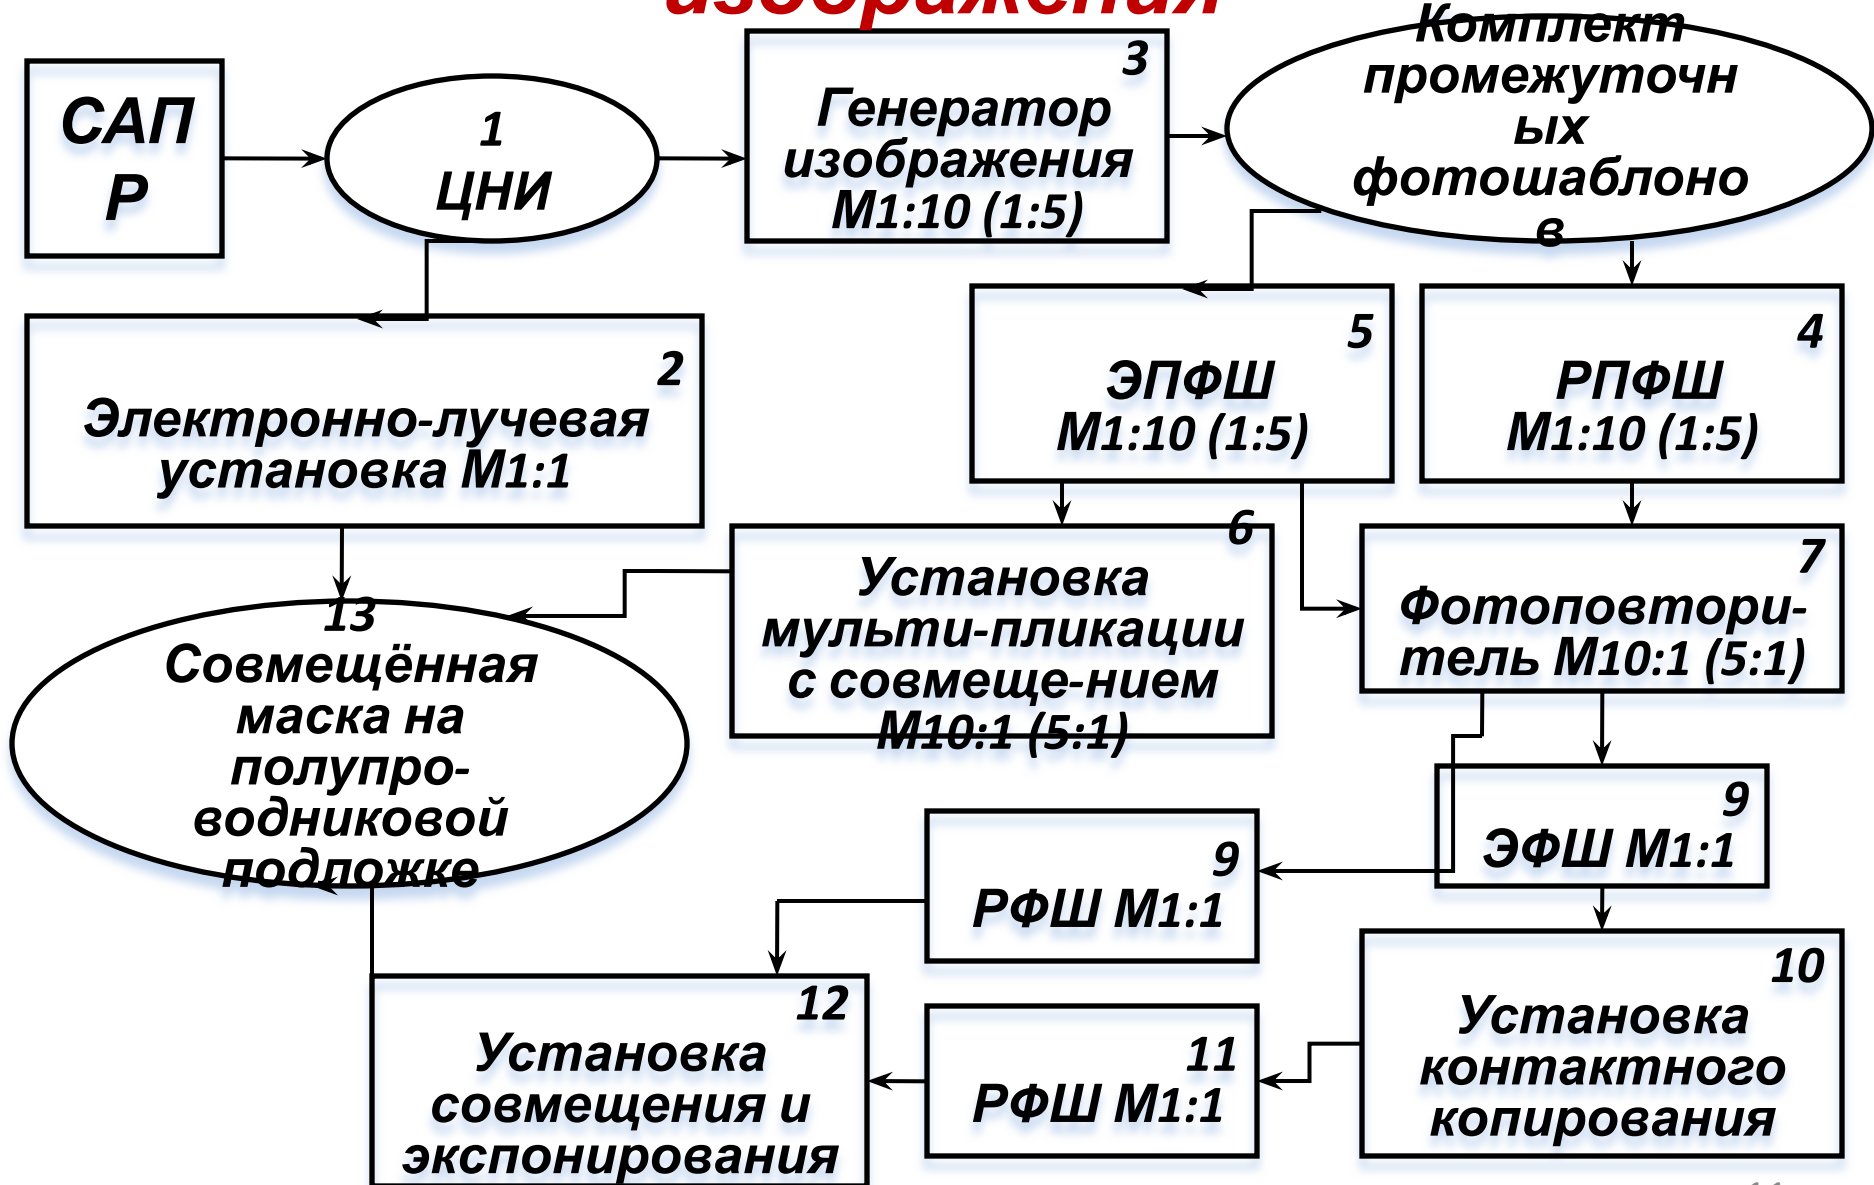 изображения
САП
Р
1
ЦНИ
3
Генератор
изображения
М1:10 (1:5)
Комплект
промежуточн
ых
фотошаблоно
в
2
Электронно-лучевая
установка М1:1
5
ЭПФШ
М1:10 (1:5)
4
РПФШ
М1:10 (1:5)
6
Установка
мульти-пликации
с совмеще-нием
М10:1 (5:1)
7
Фотоповтори-
тель М10:1 (5:1)
13
Совмещённая
маска на
полупро-
водниковой
подложке
9
ЭФШ М1:1
9
РФШ М1:1
10
Установка
контактного
копирования
11
РФШ М1:1
12
Установка
совмещения и
экспонирования